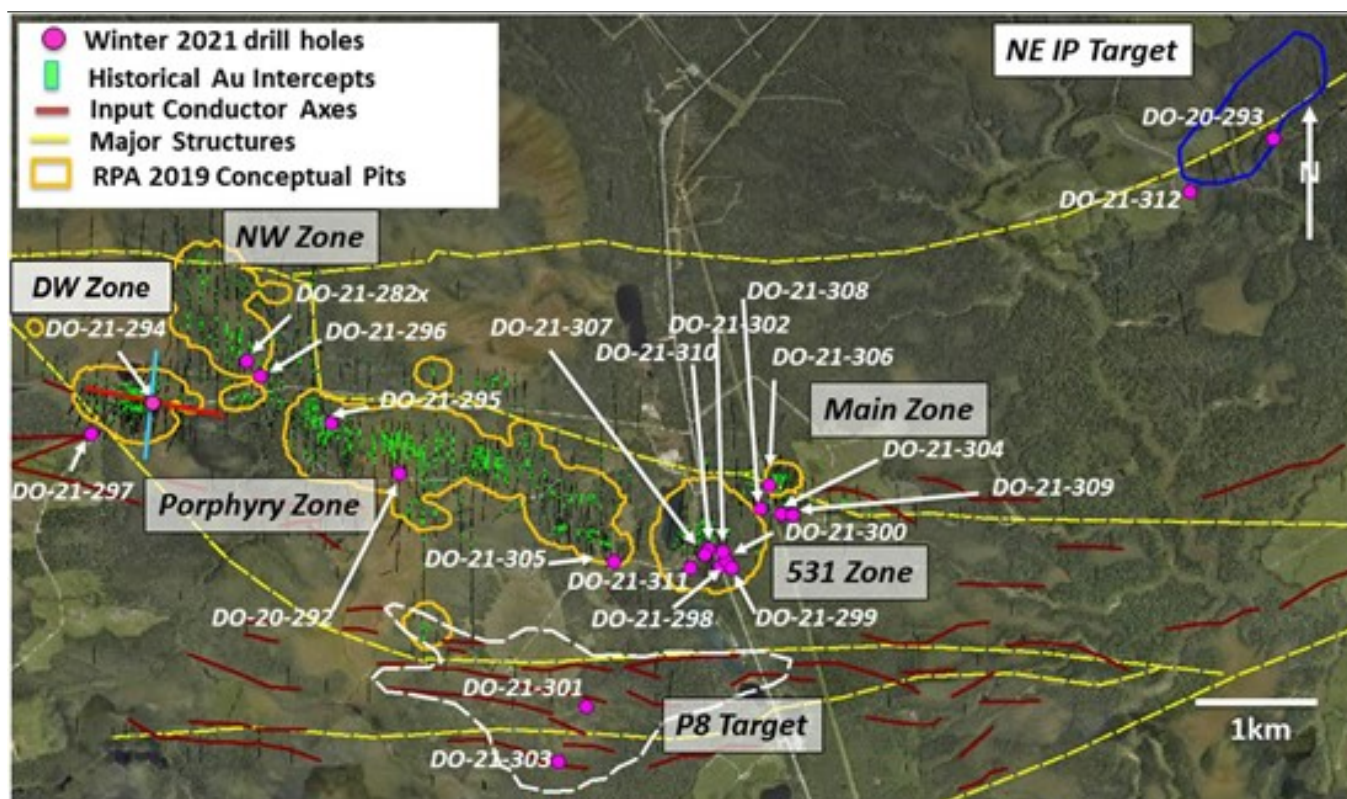 Winter 2021 drill holes
Historical Au Intercepts
Input Conductor Axes
Major Structures
RPA 2019 Conceptual Pits
NE IP Target
DO-20-293
N
DO-21-312
NW Zone
DW Zone
DO-21-282x
DO-21-308
DO-21-294
DO-21-296
DO-21-307
DO-21-302
DO-21-310
DO-21-306
DO-21-295
Main Zone
DO-21-304
DO-21-297
DO-21-309
Porphyry Zone
DO-21-300
DO-21-305
DO-21-311
531 Zone
DO-20-292
DO-21-298
DO-21-299
DO-21-301
P8 Target
1km
DO-21-303